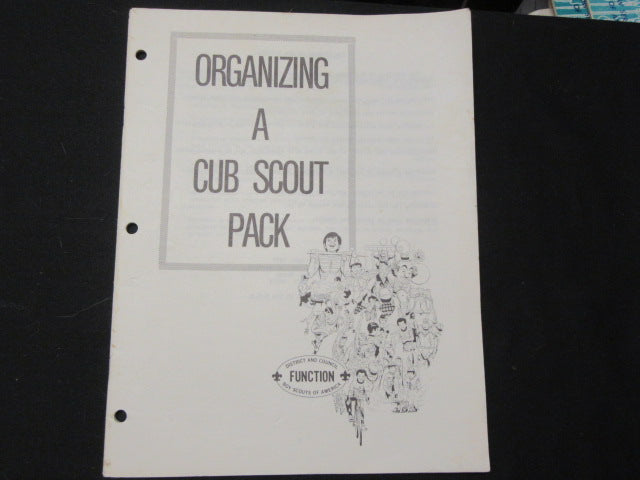 ORGANIZING
A
CUB SCOUT
PACK
DISTRICT AND COUNCIL
FUNCTION
BOY SCOUTS OF AMERICA